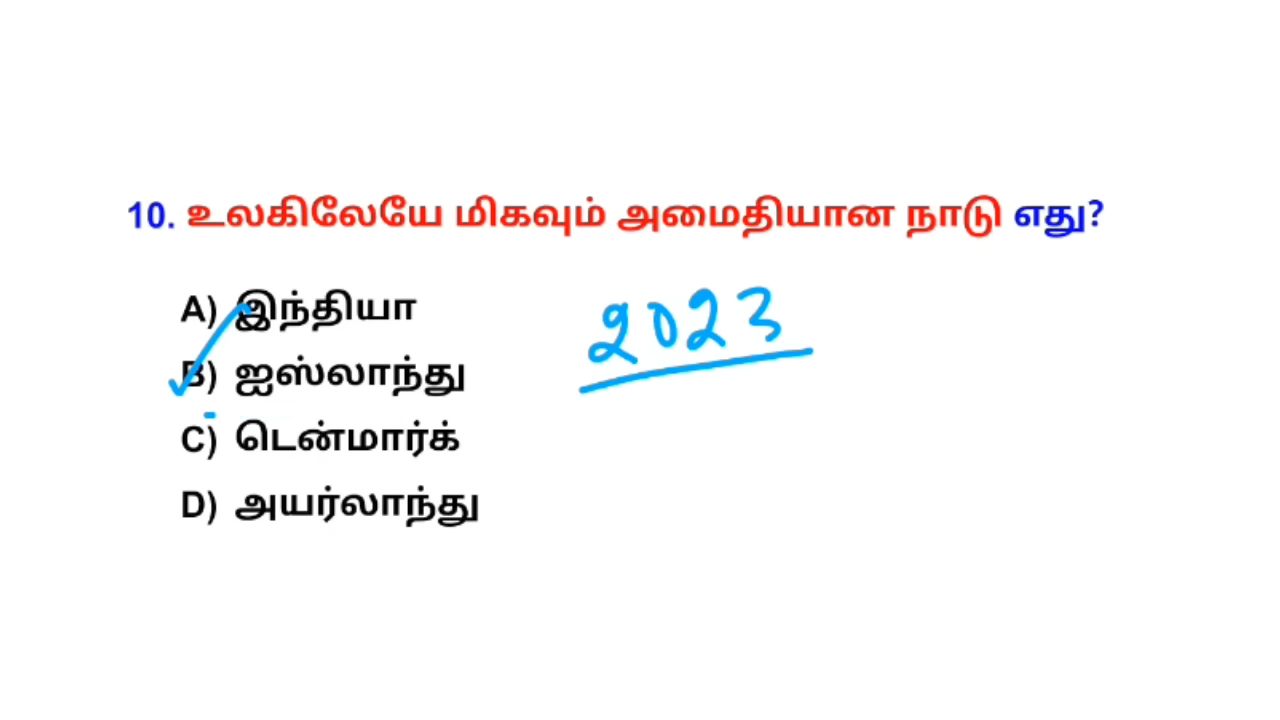 10. உலகிலேயே மிகவும் அமைதியான நாடு எது?
A) இந்தியா
2023
B) ஐஸ்லாந்து
C) டென்மார்க்
D) அயர்லாந்து